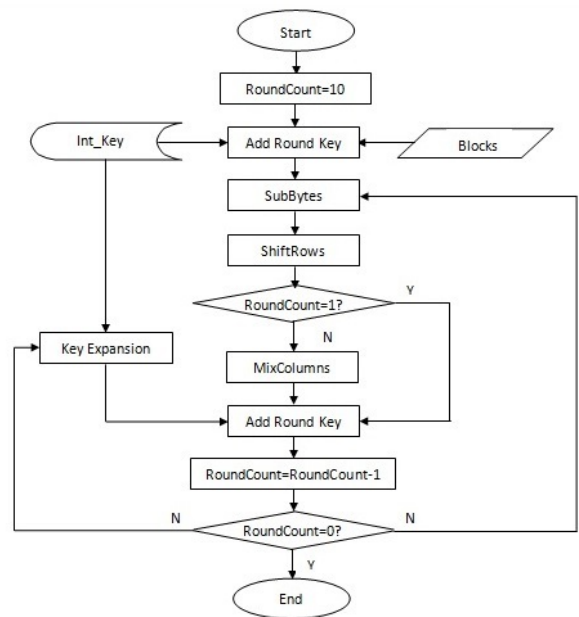 Start
RoundCount=10
Int_Key
Add Round Key
Blocks
SubBytes
ShiftRows
RoundCount=1?
Y
N
Key Expansion
MixColumns
Add Round Key
RoundCount=RoundCount-1
N
RoundCount=0?
N
Y
End